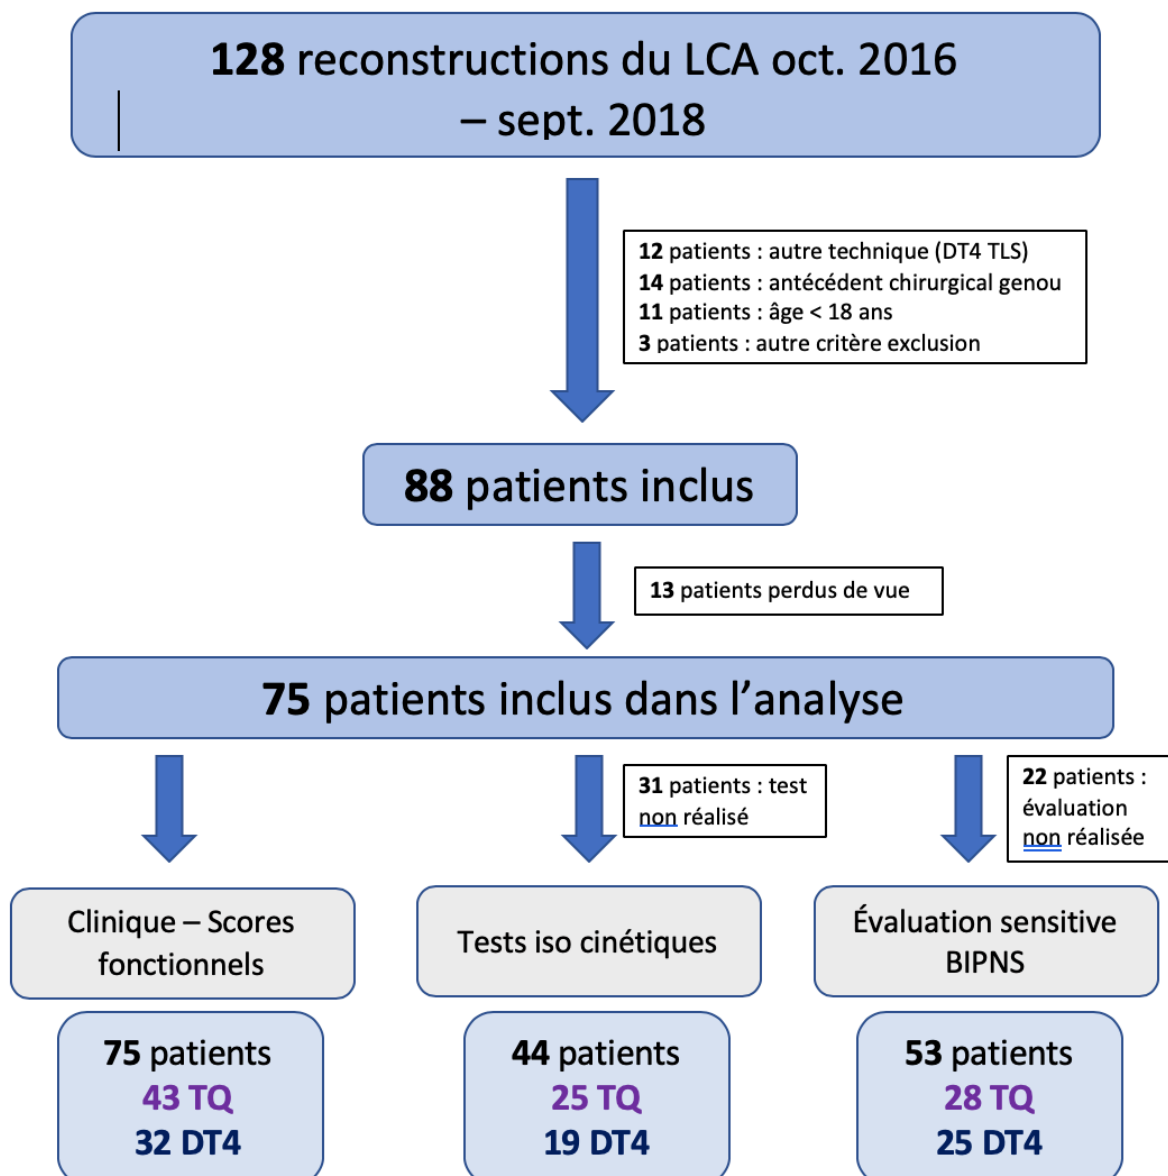 128 reconstructions du LCA oct. 2016
– sept. 2018
12 patients : autre technique (DT4 TLS)
14 patients : antécédent chirurgical genou
11 patients : âge < 18 ans
3 patients : autre critère exclusion
88 patients inclus
13 patients perdus de vue
75 patients inclus dans l’analyse
31 patients : test
non réalisé
22 patients :
évaluation
non réalisée
Clinique – Scores
fonctionnels
Tests iso cinétiques
Évaluation sensitive
BIPNS
75 patients
43 TQ
32 DT4
44 patients
25 TQ
19 DT4
53 patients
28 TQ
25 DT4